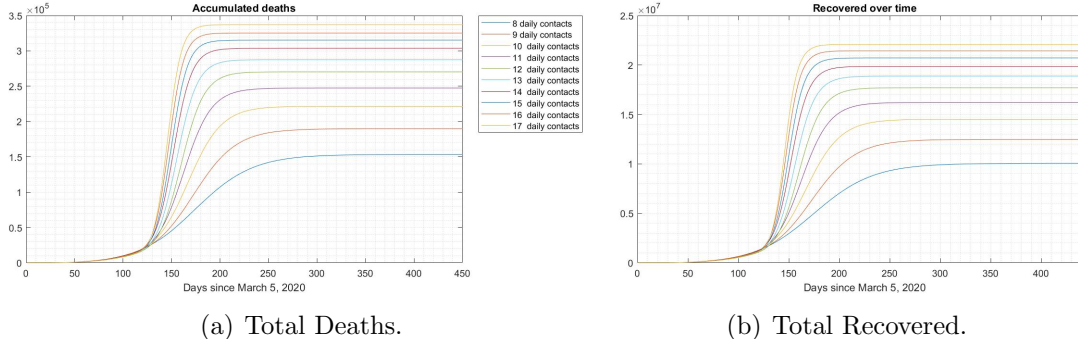 Accumulated deaths
×10^5
3.5
3
2.5
2
1.5
1
0.5
0
0 50 100 150 200 250 300 350 400 450
Days since March 5, 2020
8 daily contacts
9 daily contacts
10 daily contacts
11 daily contacts
12 daily contacts
13 daily contacts
14 daily contacts
15 daily contacts
16 daily contacts
17 daily contacts
(a) Total Deaths.
Recovered over time
×10^7
2.5
2
1.5
1
0.5
0
0 50 100 150 200 250 300 350 400
Days since March 5, 2020
(b) Total Recovered.